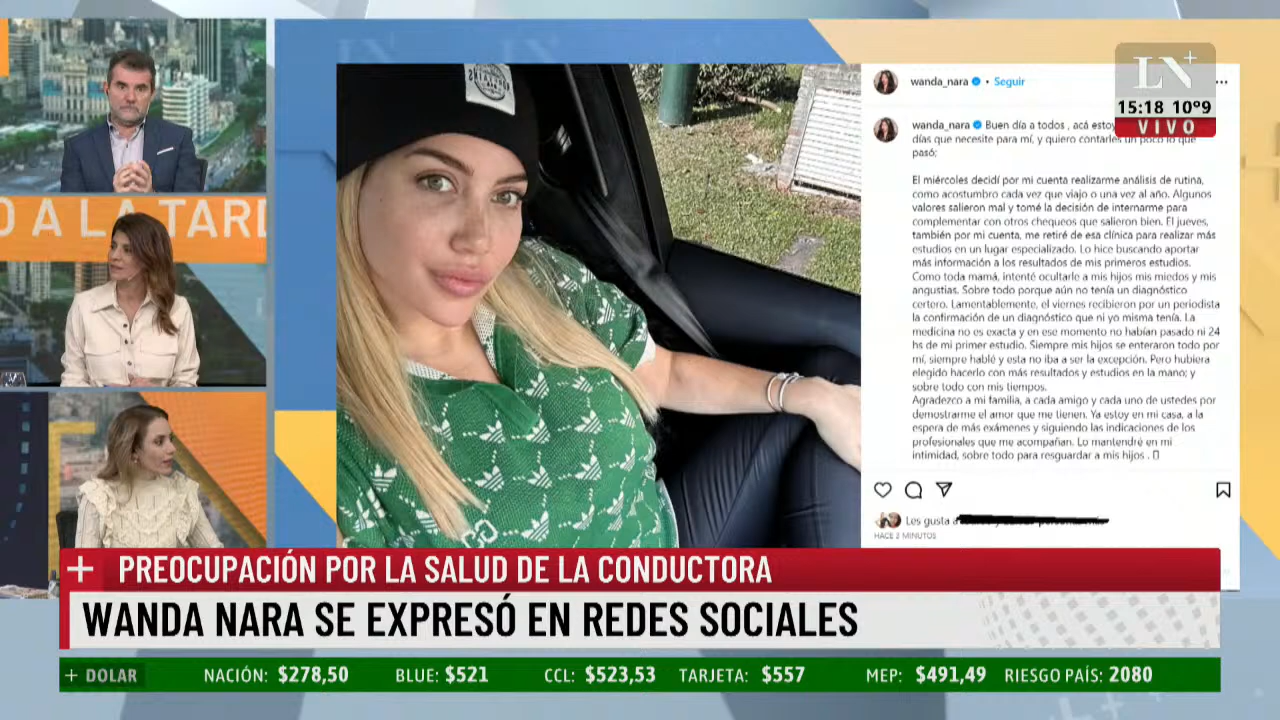 LN+
15:18 10°9
VIVO
O A LA TARD
wanda_nara • Seguir
wanda_nara Buen día a todos , acá estoy
días que necesite para mí, y quiero contarles un poco lo que
pasó;
El miércoles decidí por mi cuenta realizarme análisis de rutina,
como acostumbro cada vez que viajo o una vez al año. Algunos
valores salieron mal y tomé la decisión de internarme para
complementar con otros chequeos que salieron bien. El jueves,
también por mi cuenta, me retiré de esa clínica para realizar más
estudios en un lugar especializado. Lo hice buscando aportar
más información a los resultados de mis primeros estudios.
Como toda mamá, intenté ocultarle a mis hijos mis miedos y mis
angustias. Sobre todo porque aún no tenía un diagnóstico
certero. Lamentablemente, el viernes recibieron por un periodista
la confirmación de un diagnóstico que ni yo misma tenía. La
medicina no es exacta y en ese momento no habían pasado ni 24
hs de mi primer estudio. Siempre mis hijos se enteraron todo por
mí, siempre hablé y esta no iba a ser la excepción. Pero hubiera
elegido hacerlo con más resultados y estudios en la mano; y
sobre todo con mis tiempos.
Agradezco a mi familia, a cada amigo y cada uno de ustedes por
demostrarme el amor que me tienen. Ya estoy en mi casa, a la
espera de más exámenes y siguiendo las indicaciones de los
profesionales que me acompañan. Lo mantendré en mi
intimidad, sobre todo para resguardar a mis hijos .
Les gusta a
HACE 2 MINUTOS
+ PREOCUPACIÓN POR LA SALUD DE LA CONDUCTORA
WANDA NARA SE EXPRESÓ EN REDES SOCIALES
+ DOLAR NACIÓN: $278,50 BLUE: $521 CCL: $523,53 TARJETA: $557 MEP: $491,49 RIESGO PAÍS: 2080